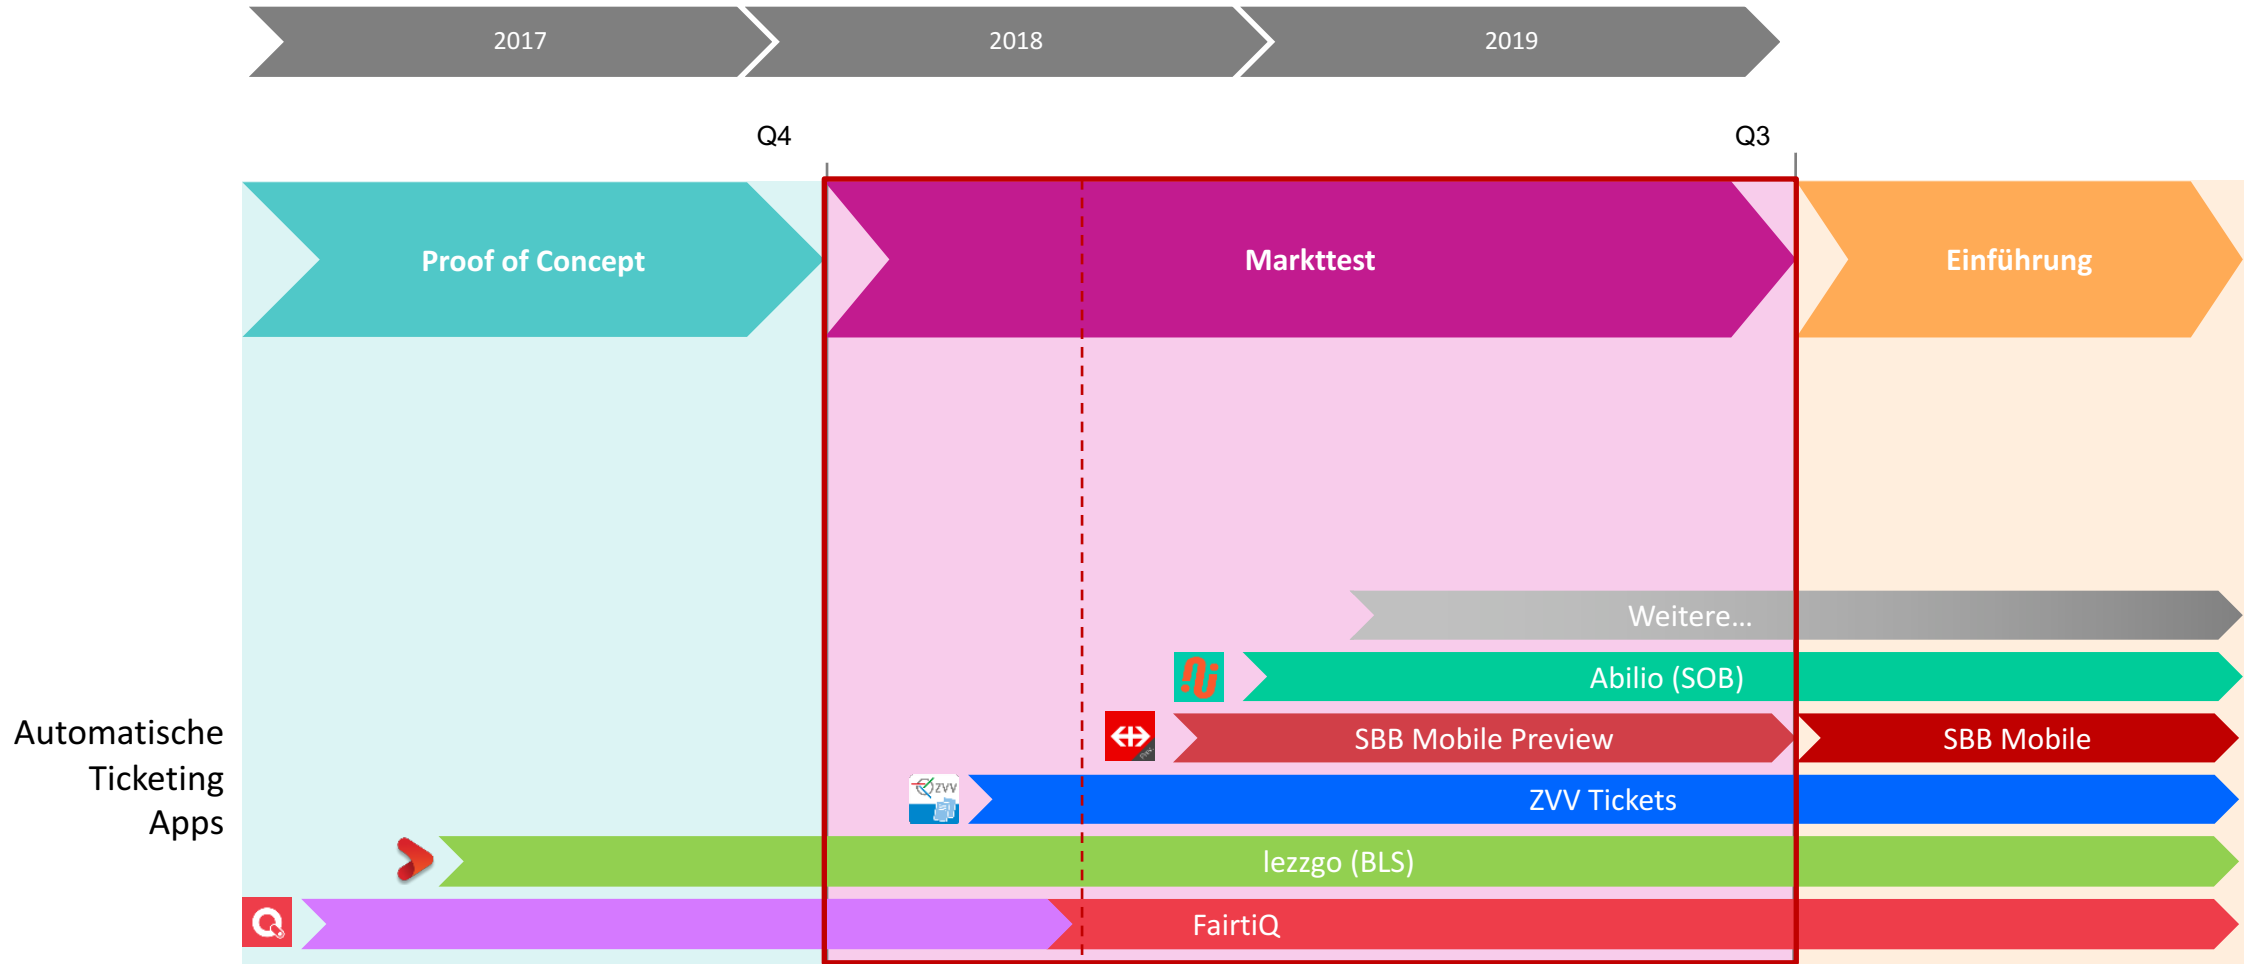 2017
2018
2019
Q4
Q3
Proof of Concept
Markttest
Einführung
Weitere...
Abilio (SOB)
SBB Mobile Preview
SBB Mobile
Automatische
Ticketing
Apps
ZVV
ZVV Tickets
lezzgo (BLS)
FairtiQ